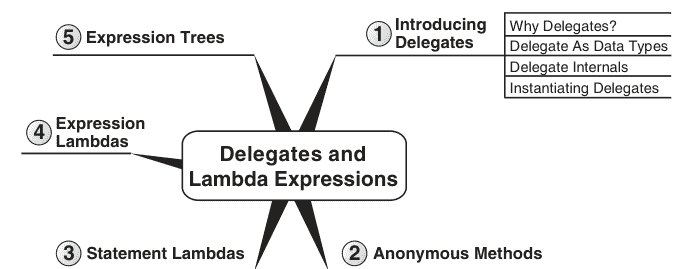 Delegates and
Lambda Expressions
1 Introducing
Delegates
Why Delegates?
Delegate As Data Types
Delegate Internals
Instantiating Delegates
2 Anonymous Methods
3 Statement Lambdas
4 Expression
Lambdas
5 Expression Trees